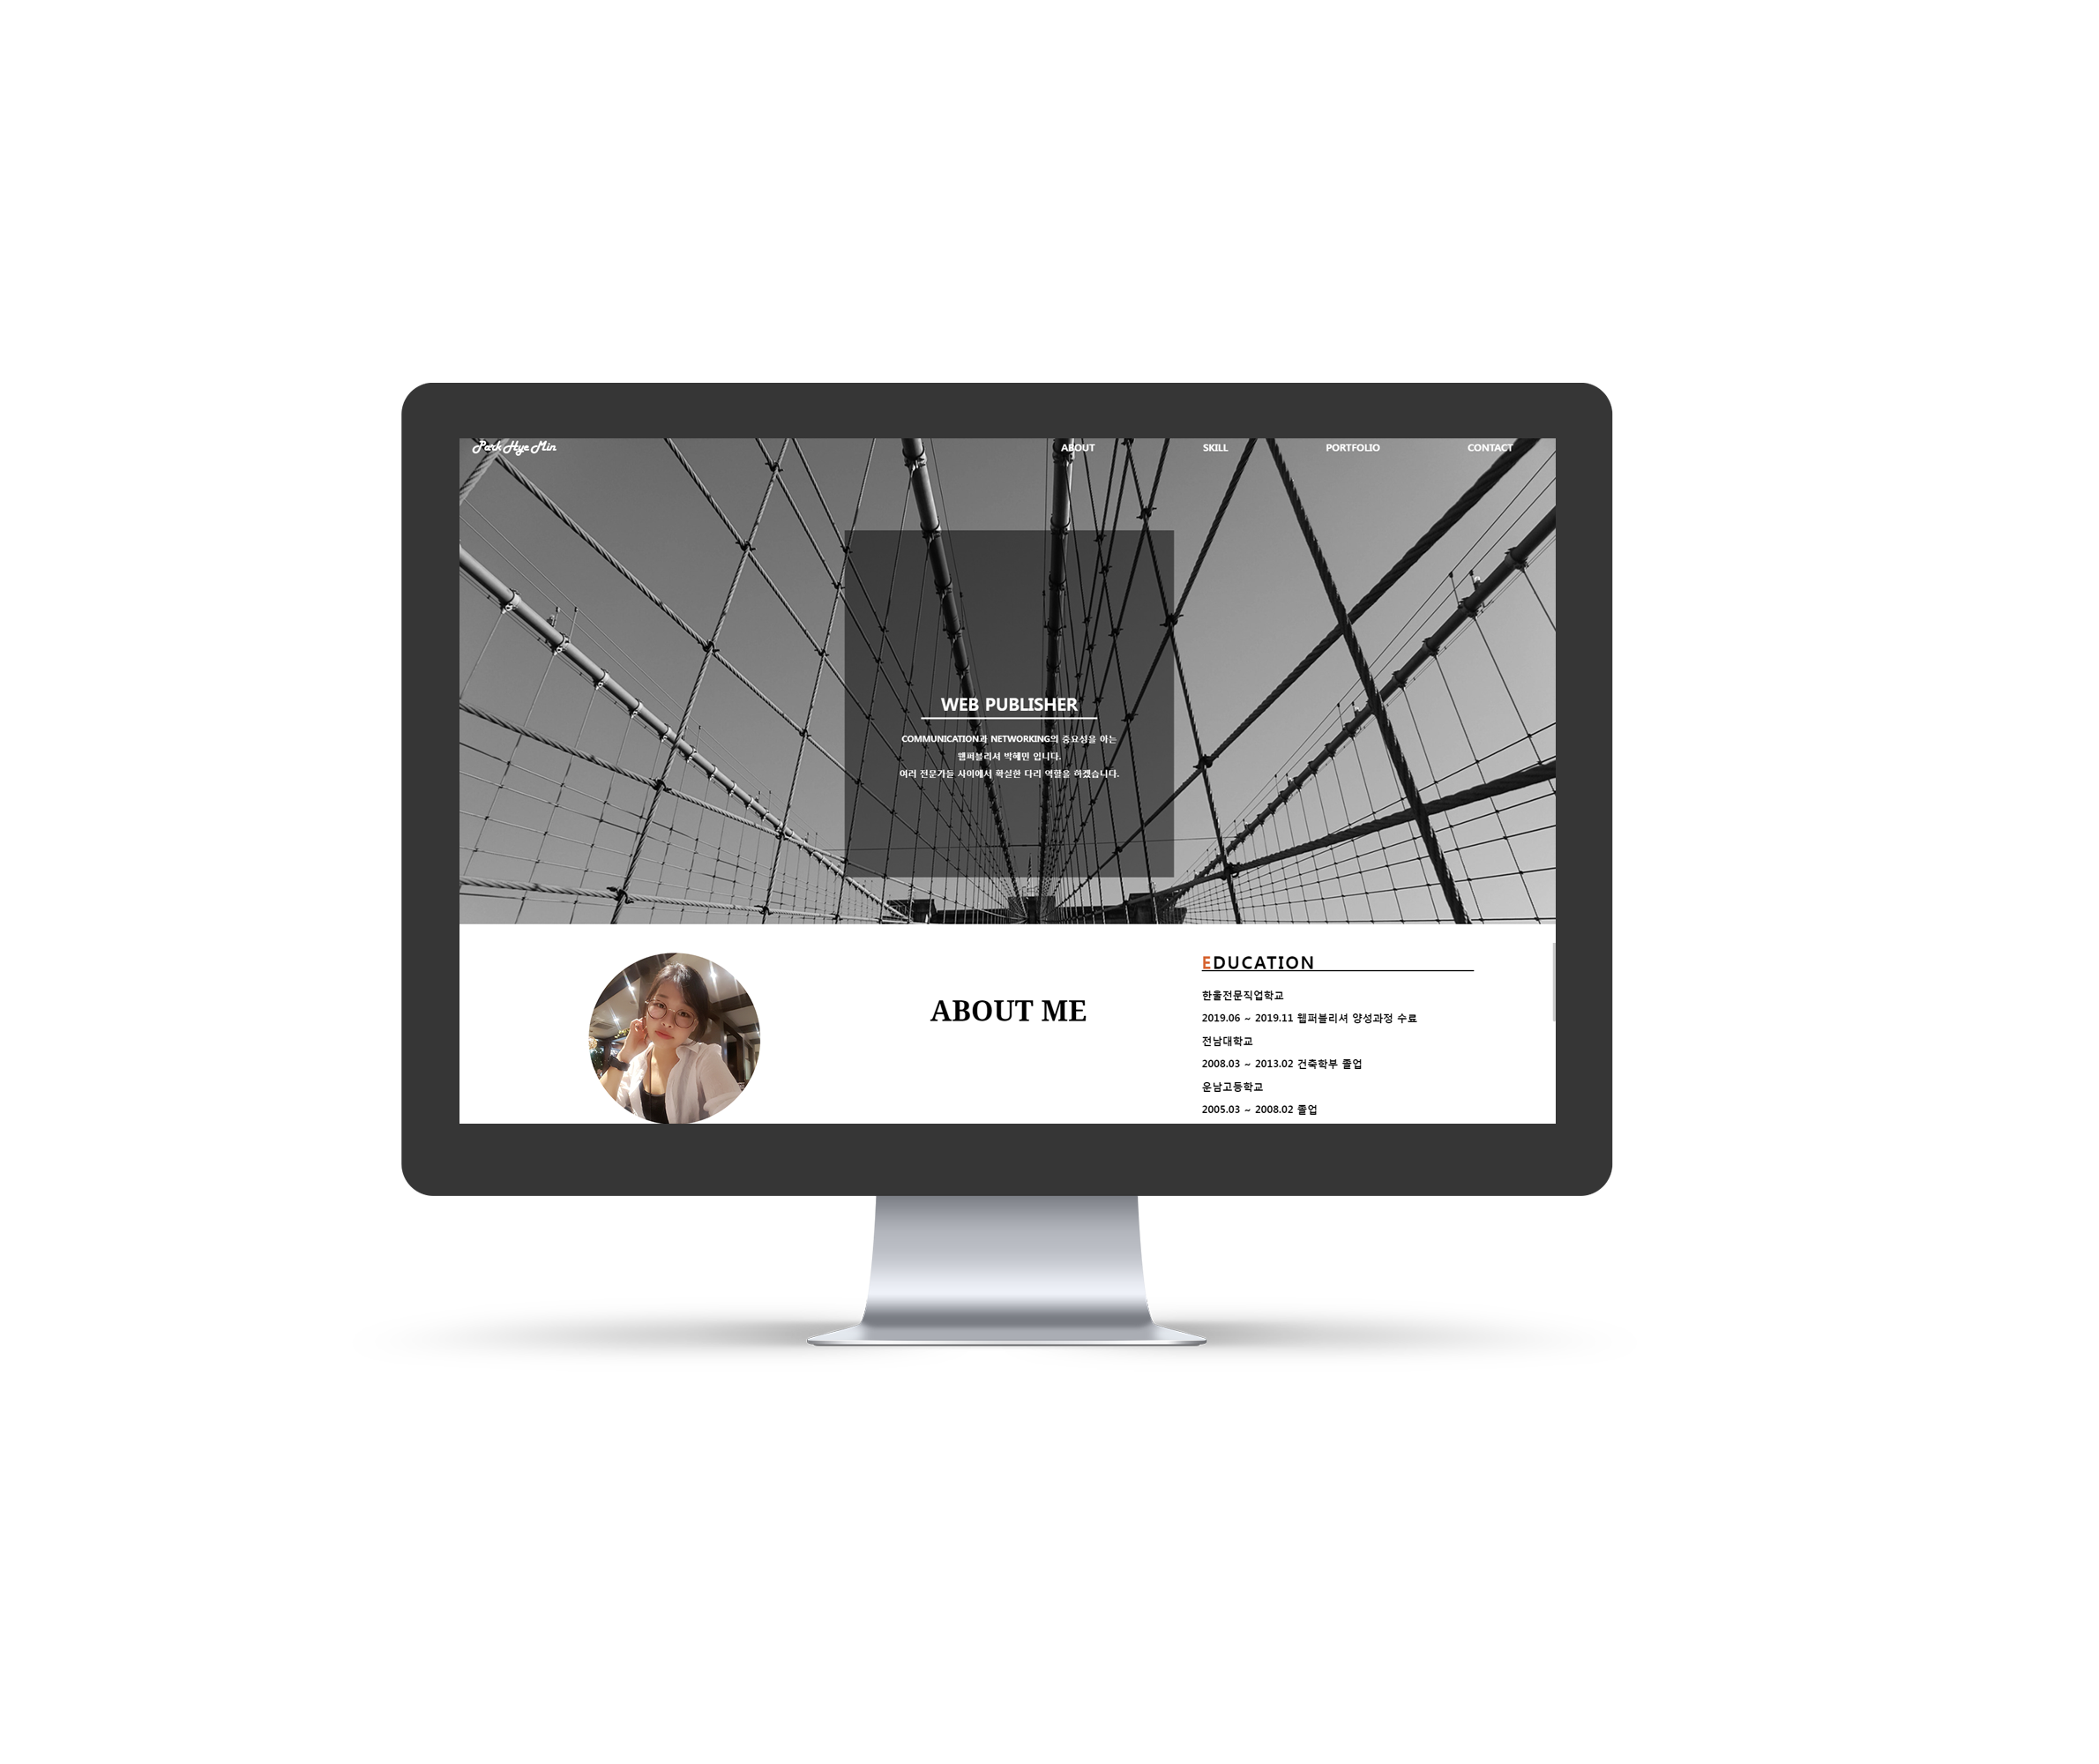 Park Hye Min
ABOUT
SKILL
PORTFOLIO
CONTACT
WEB PUBLISHER
COMMUNICATION과 NETWORKING의 중요성을 아는
웹퍼블리셔 박혜민 입니다.
여러 전문가들 사이에서 확실한 다리 역할을 하겠습니다.
ABOUT ME
EDUCATION
한울전문직업학교
2019.06 ~ 2019.11 웹퍼블리셔 양성과정 수료
전남대학교
2008.03 ~ 2013.02 건축학부 졸업
운남고등학교
2005.03 ~ 2008.02 졸업